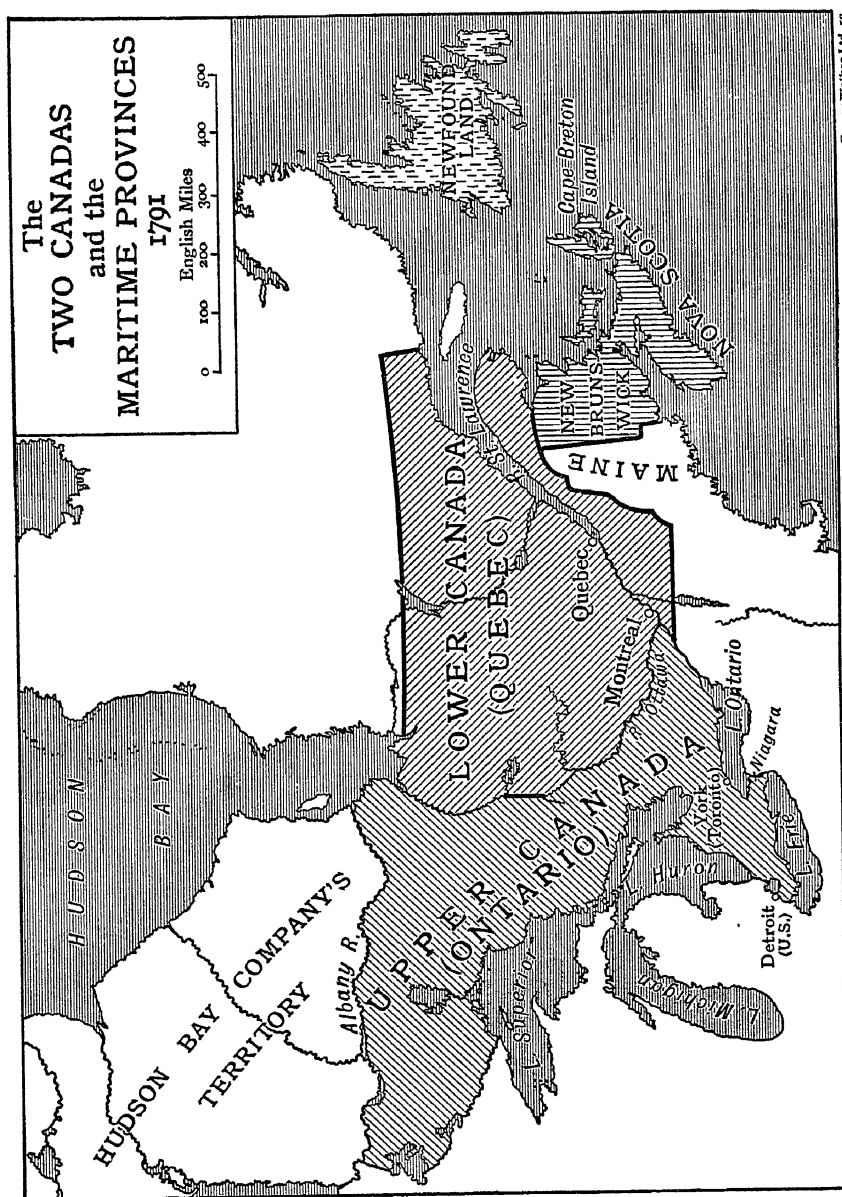 The
TWO CANADAS
and the
MARITIME PROVINCES
1791
English Miles
0 100 200 300 400 500
HUDSON
BAY
HUDSON BAY COMPANY'S
TERRITORY
Albany R.
UPPER CANADA
(ONTARIO)
LOWER CANADA
(QUEBEC)
St. Lawrence
Quebec
Montreal
R. Ottawa
NEWFOUND
LAND
Cape-Breton
Island
NOVA SCOTIA
NEW
BRUNS
WICK
MAINE
L. Superior
L. Michigan
L. Huron
York
(Toronto)
L. Ontario
Niagara
L. Erie
Detroit
(U.S.)